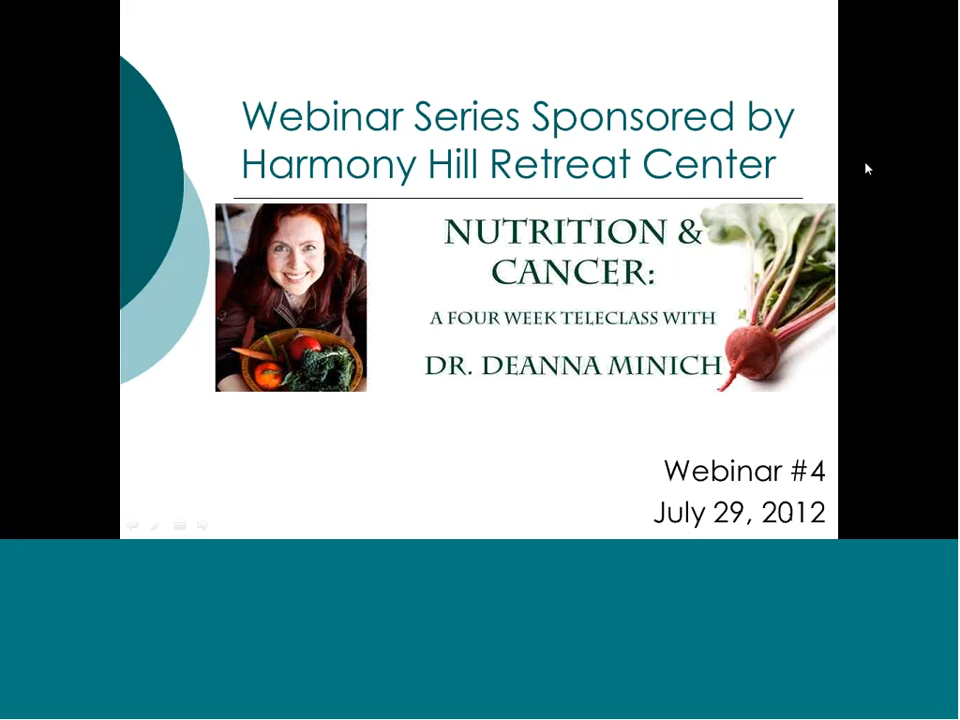 Webinar Series Sponsored by
Harmony Hill Retreat Center
NUTRITION &
CANCER:
A FOUR WEEK TELECLASS WITH
DR. DEANNA MINICH
Webinar #4
July 29, 2012